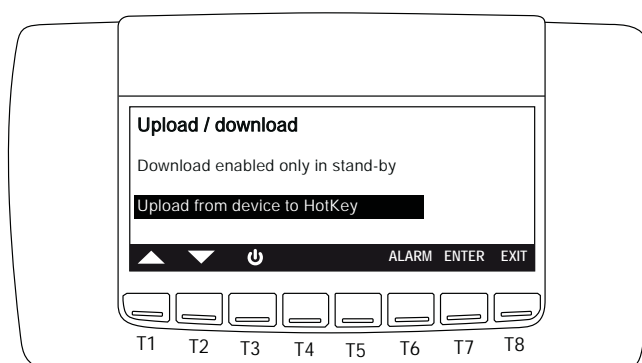 Upload / download
Download enabled only in stand-by
Upload from device to HotKey
ALARM ENTER EXIT
T1 T2 T3 T4 T5 T6 T7 T8